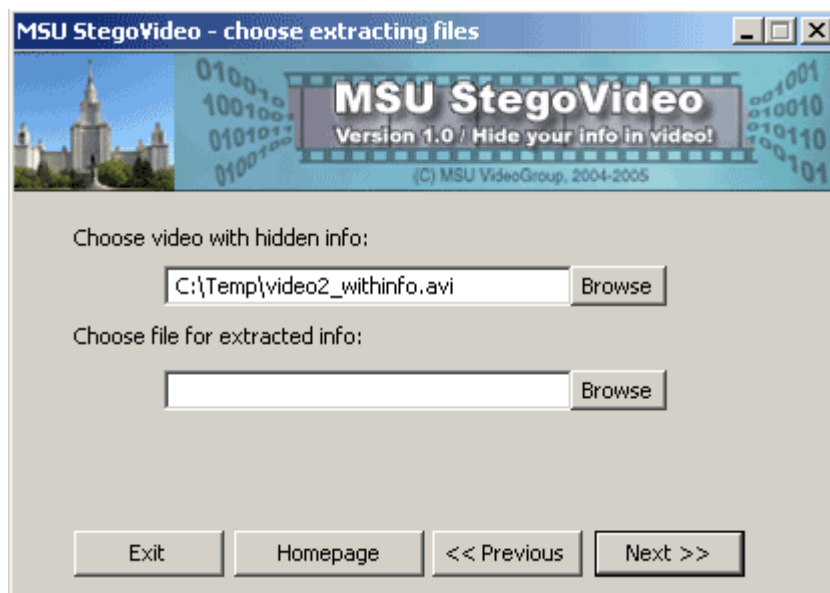 MSU StegoVideo - choose extracting files
MSU StegoVideo
Version 1.0 / Hide your info in video!
(C) MSU VideoGroup, 2004-2005
Choose video with hidden info:
C:\Temp\video2_withinfo.avi Browse
Choose file for extracted info:
Browse
Exit Homepage << Previous Next >>